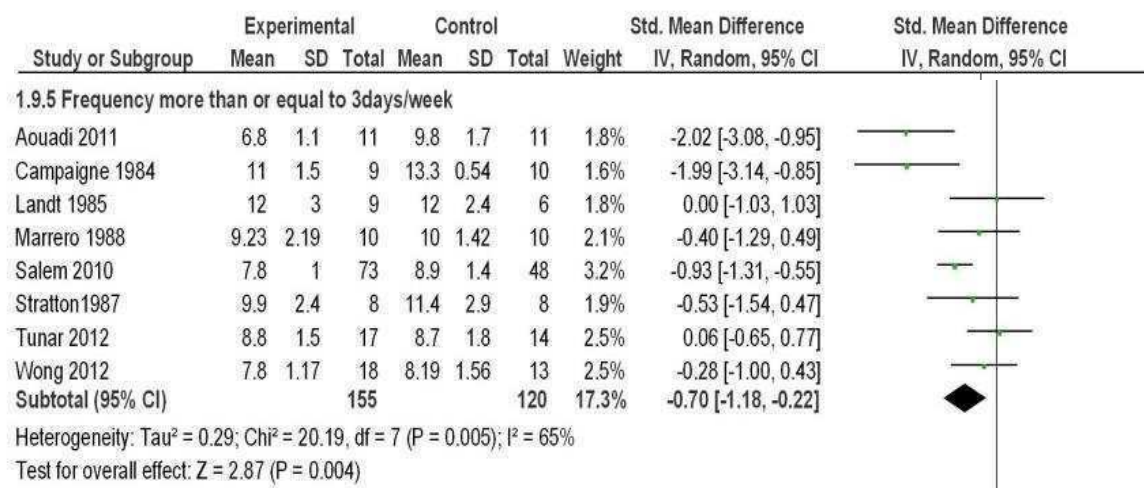 Experimental Control Std. Mean Difference Std. Mean Difference
Study or Subgroup Mean SD Total Mean SD Total Weight IV, Random, 95% CI IV, Random, 95% CI
1.9.5 Frequency more than or equal to 3days/week
Aouadi 2011 6.8 1.1 11 9.8 1.7 11 1.8% -2.02 [-3.08, -0.95]
Campaigne 1984 11 1.5 9 13.3 0.54 10 1.6% -1.99 [-3.14, -0.85]
Landt 1985 12 3 9 12 2.4 6 1.8% 0.00 [-1.03, 1.03]
Marrero 1988 9.23 2.19 10 10 1.42 10 2.1% -0.40 [-1.29, 0.49]
Salem 2010 7.8 1 73 8.9 1.4 48 3.2% -0.93 [-1.31, -0.55]
Stratton1987 9.9 2.4 8 11.4 2.9 8 1.9% -0.53 [-1.54, 0.47]
Tunar 2012 8.8 1.5 17 8.7 1.8 14 2.5% 0.06 [-0.65, 0.77]
Wong 2012 7.8 1.17 18 8.19 1.56 13 2.5% -0.28 [-1.00, 0.43]
Subtotal (95% CI) 155 120 17.3% -0.70 [-1.18, -0.22]
Heterogeneity: Tau² = 0.29; Chi² = 20.19, df = 7 (P = 0.005); I² = 65%
Test for overall effect: Z = 2.87 (P = 0.004)